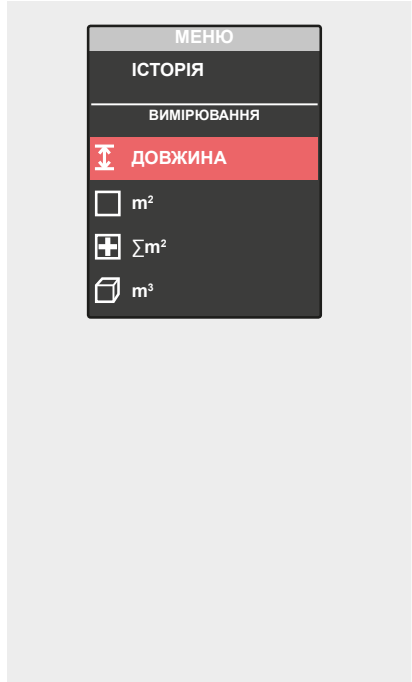 МЕНЮ
ІСТОРІЯ
ВИМІРЮВАННЯ
ДОВЖИНА
m²
∑m²
m³